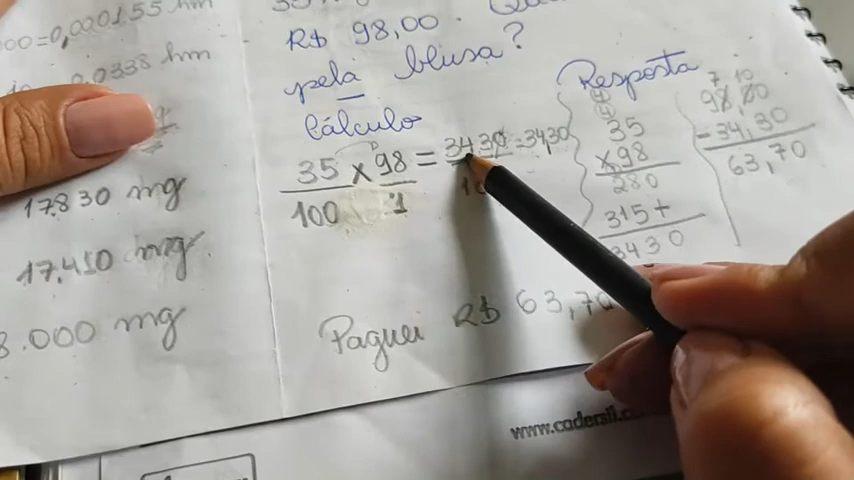 000=0,000155 hm
0,0338 hm
17.830 mg
17.450 mg
8.000 mg
R$ 98,00.
pela blusa?
Cálculo
35 x 98 = 3430 = 34,30
100 1
Resposta
35
x 98
280
315+
3430
98,00
- 34,30
63,70
Paguei R$ 63,70
www.cadersil.